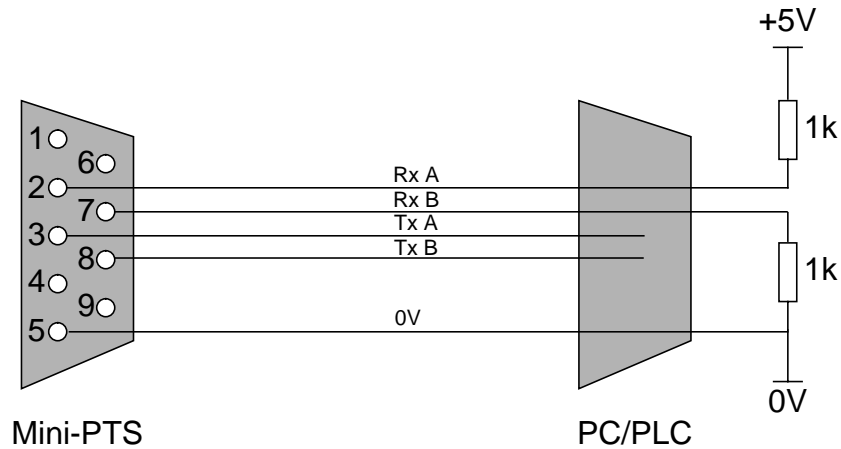 +5V
1k
1
6
2
Rx A
7
Rx B
3
Tx A
8
Tx B
1k
4
9
5
0V
0V
Mini-PTS
PC/PLC